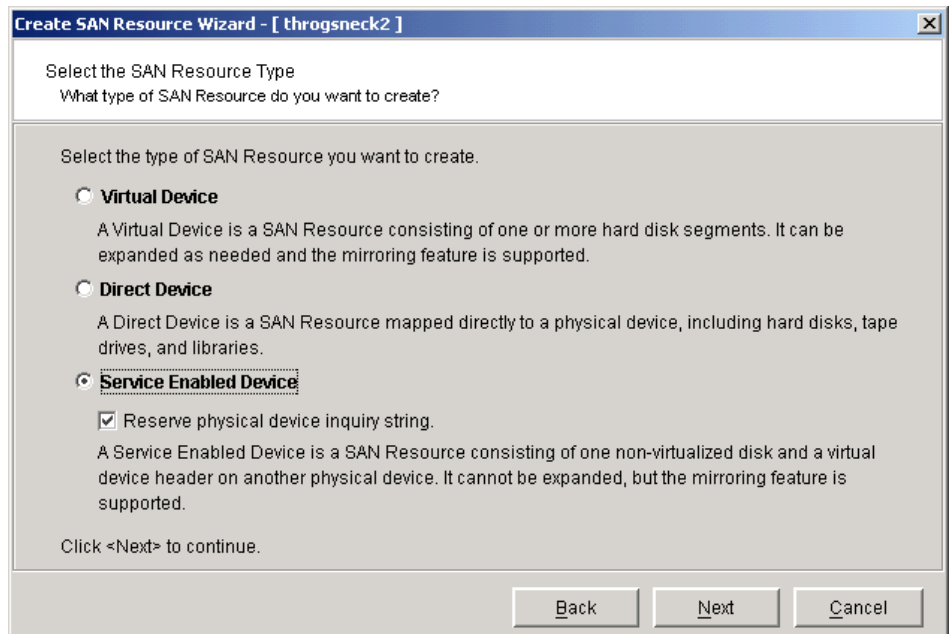 Create SAN Resource Wizard - [ throgsneck2 ]
Select the SAN Resource Type
What type of SAN Resource do you want to create?
Select the type of SAN Resource you want to create.
Virtual Device
A Virtual Device is a SAN Resource consisting of one or more hard disk segments. It can be
expanded as needed and the mirroring feature is supported.
Direct Device
A Direct Device is a SAN Resource mapped directly to a physical device, including hard disks, tape
drives, and libraries.
Service Enabled Device
Reserve physical device inquiry string.
A Service Enabled Device is a SAN Resource consisting of one non-virtualized disk and a virtual
device header on another physical device. It cannot be expanded, but the mirroring feature is
supported.
Click <Next> to continue.
Back Next Cancel